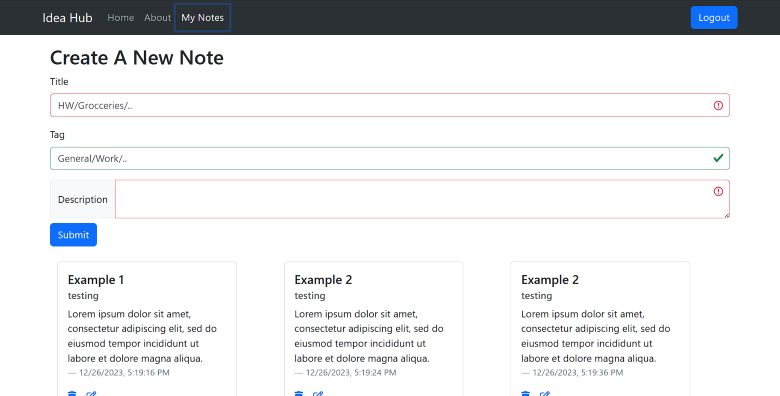 Idea Hub Home About My Notes Logout
Create A New Note
Title
HW/Grocceries/..
Tag
General/Work/..
Description
Submit
Example 1
testing
Lorem ipsum dolor sit amet,
consectetur adipiscing elit, sed do
eiusmod tempor incididunt ut
labore et dolore magna aliqua.
— 12/26/2023, 5:19:16 PM
Example 2
testing
Lorem ipsum dolor sit amet,
consectetur adipiscing elit, sed do
eiusmod tempor incididunt ut
labore et dolore magna aliqua.
— 12/26/2023, 5:19:24 PM
Example 2
testing
Lorem ipsum dolor sit amet,
consectetur adipiscing elit, sed do
eiusmod tempor incididunt ut
labore et dolore magna aliqua.
— 12/26/2023, 5:19:36 PM